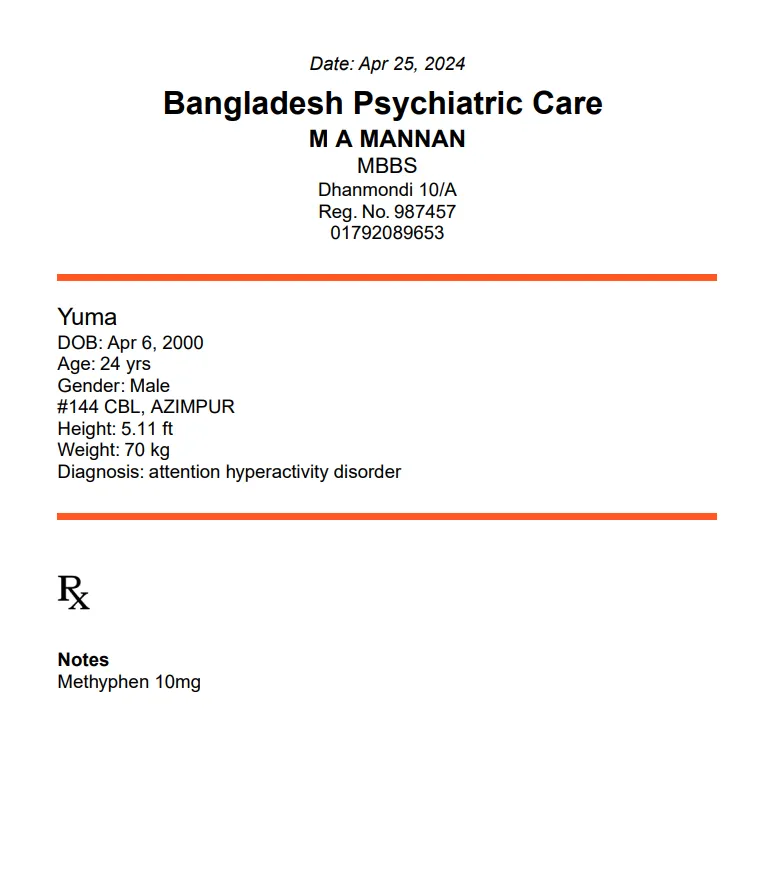 Date: Apr 25, 2024
Bangladesh Psychiatric Care
M A MANNAN
MBBS
Dhanmondi 10/A
Reg. No. 987457
01792089653
Yuma
DOB: Apr 6, 2000
Age: 24 yrs
Gender: Male
#144 CBL, AZIMPUR
Height: 5.11 ft
Weight: 70 kg
Diagnosis: attention hyperactivity disorder
Rx
Notes
Methyphen 10mg